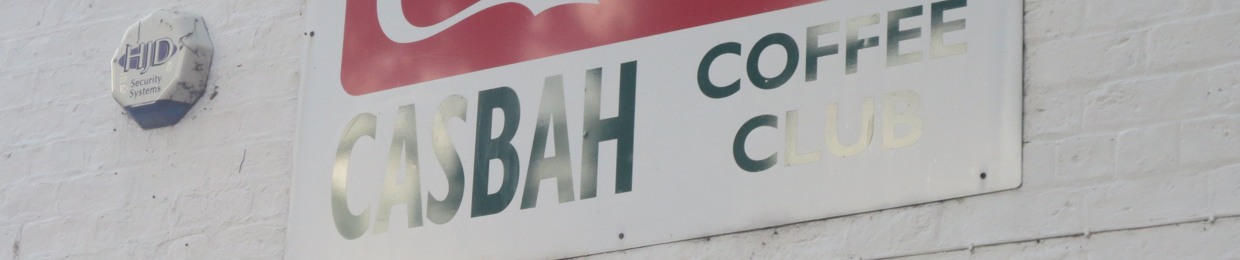 HJD
Security
Systems
CASBAH
COFFEE
CLUB